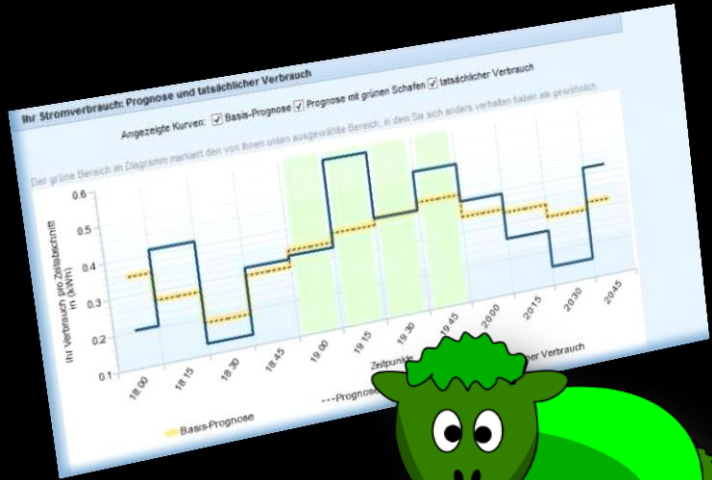 Ihr Stromverbrauch: Prognose und tatsächlicher Verbrauch
Angezeigte Kurven: Basis-Prognose Prognose mit grünen Schafen tatsächlicher Verbrauch
Der grüne Bereich im Diagramm markiert den von Ihnen unten ausgewählte Bereich, in dem Sie sich anders verhalten haben als gewöhnlich.
Ihr Verbrauch pro Zeitabschnitt
in (kWh)
0.6
0.5
0.4
0.3
0.2
0.1
18:00 18:15 18:30 18:45 19:00 19:15 19:30 19:45 20:00 20:15 20:30 20:45
Zeitpunkt
Basis-Prognose ---Prognose er Verbrauch